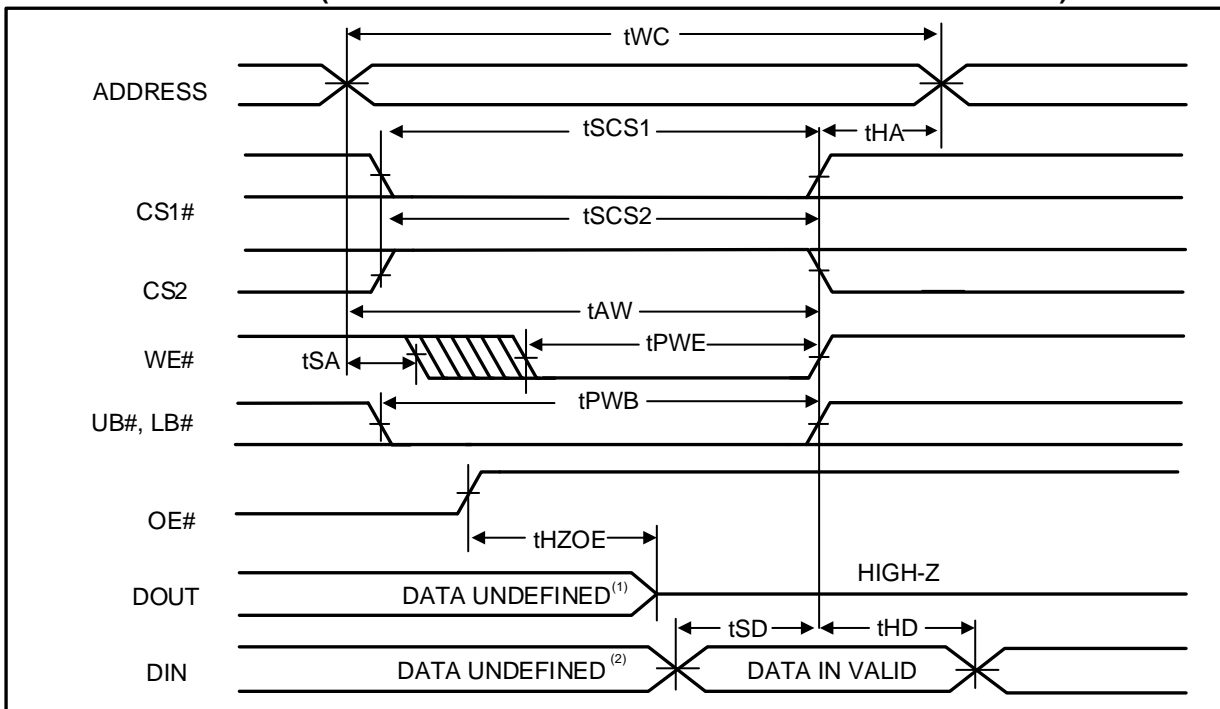 tWC
ADDRESS
tSCS1
tHA
CS1#
tSCS2
CS2
tAW
WE#
tSA
tPWE
UB#, LB#
tPWB
OE#
tHZOE
DOUT
DATA UNDEFINED(1)
HIGH-Z
tSD
tHD
DIN
DATA UNDEFINED (2)
DATA IN VALID